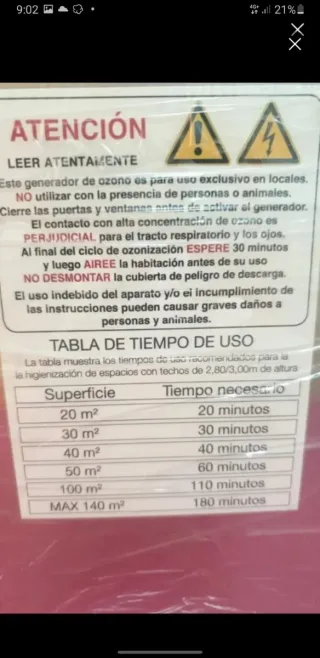 9:02
4G+
21%
ATENCIÓN
LEER ATENTAMENTE
Este generador de ozono es para uso exclusivo en locales.
NO utilizar con la presencia de personas o animales.
Cierre las puertas y ventanas antes de activar el generador.
El contacto con alta concentración de ozono es
PERJUDICIAL para el tracto respiratorio y los ojos.
Al final del ciclo de ozonización ESPERE 30 minutos
y luego AIREE la habitación antes de su uso
NO DESMONTAR la cubierta de peligro de descarga.
El uso indebido del aparato y/o el incumplimiento de
las instrucciones pueden causar graves daños a
personas y animales.
TABLA DE TIEMPO DE USO
La tabla muestra los tiempos de uso recomendados para la
la higienización de espacios con techos de 2,80/3,00m de altura
Superficie Tiempo necesario
20 m² 20 minutos
30 m² 30 minutos
40 m² 40 minutos
50 m² 60 minutos
100 m² 110 minutos
MAX 140 m² 180 minutos